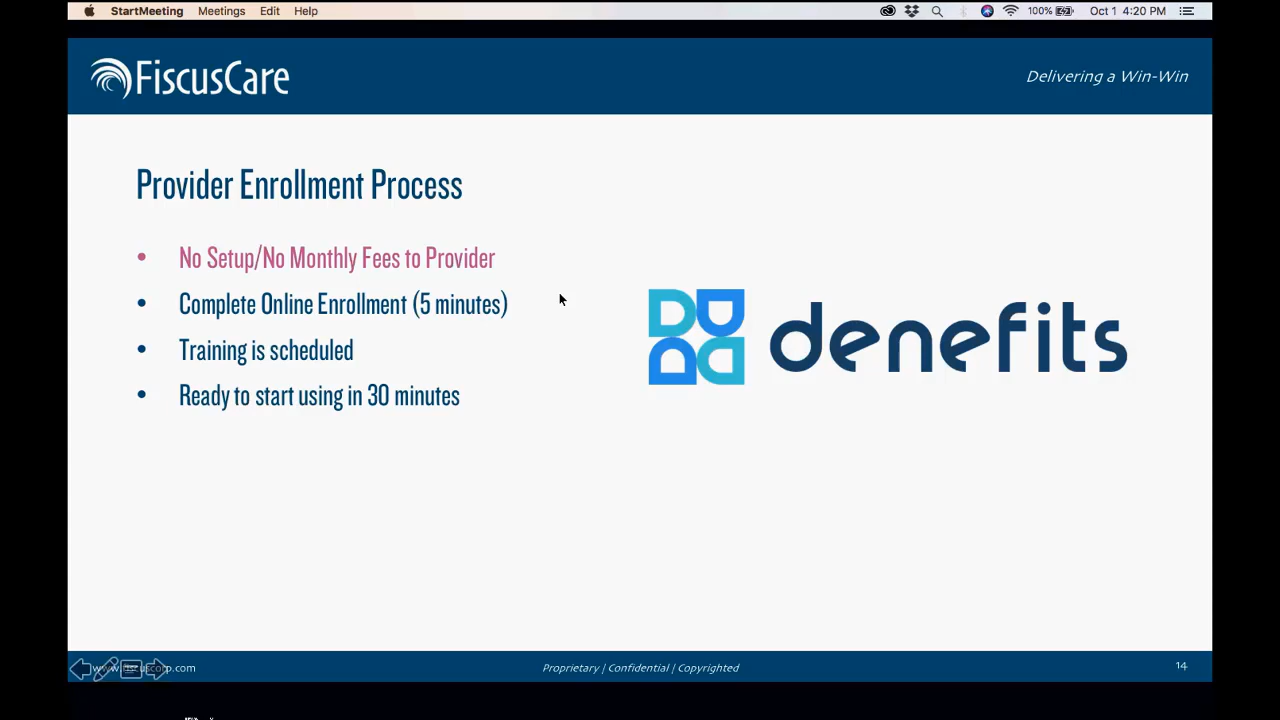 StartMeeting Meetings Edit Help 100% Oct 1 4:20 PM
FiscusCare
Delivering a Win-Win
Provider Enrollment Process
• No Setup/No Monthly Fees to Provider
• Complete Online Enrollment (5 minutes)
• Training is scheduled
• Ready to start using in 30 minutes
denefits
Proprietary | Confidential | Copyrighted
14